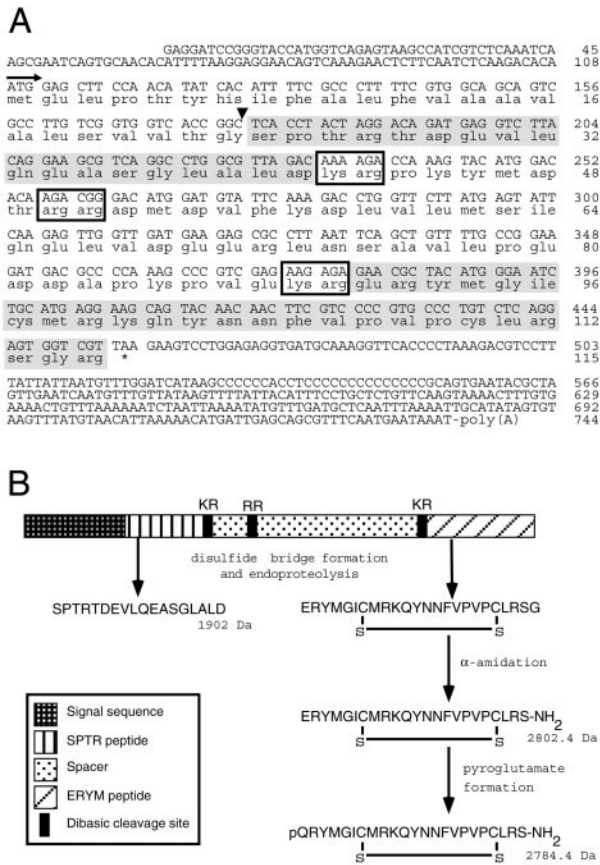 A
GAGGATCCGGGTACCATGGTCAGAGTAAGCCATCGTCTCAAATCA 45
AGCGAATCAGTGCAACACATTTTAAGGAGGAACAGTCAAAGAACTCTTCAATCTCAAGACACA 108
ATG GAG CTT CCA ACA TAT CAC ATT TTC GCC CTT TTC GTG GCA GCA GTC 156
met glu leu pro thr tyr his ile phe ala leu phe val ala ala val 16
GCC TTG TCG GTG GTC ACC GGC TCA CCT ACT AGG ACA GAT GAG GTC TTA 204
ala leu ser val val thr gly ser pro thr arg thr asp glu val leu 32
CAG GAA GCG TCA GGC CTG GCG TTA GAC AAA AGA CCA AAG TAC ATG GAC 252
gln glu ala ser gly leu ala leu asp lys arg pro lys tyr met asp 48
ACA AGA CGG GAC ATG GAT GTA TTC AAA GAC CTG GTT CTT ATG AGT ATT 300
thr arg arg asp met asp val phe lys asp leu val leu met ser ile 64
CAA GAG TTG GTT GAT GAA GAG CGC CTT AAT TCA GCT GTT TTG CCG GAA 348
gln glu leu val asp glu glu arg leu asn ser ala val leu pro glu 80
GAT GAC GCC CCA AAG CCC GTC GAG AAG AGA GAA CGC TAC ATG GGA ATC 396
asp asp ala pro lys pro val glu lys arg glu arg tyr met gly ile 96
TGC ATG AGG AAG CAG TAC AAC AAC TTC GTC CCC GTG CCC TGT CTC AGG 444
cys met arg lys gln tyr asn asn phe val pro val pro cys leu arg 112
AGT GGT CGT TAA GAAGTCCTGGAGAGGTGATGCAAAGGTTCACCCCTAAAGACGTCCTT 503
ser gly arg * 115
TATTATTAATGTTTGGATCATAAGCCCCCCACCTCCCCCCCCCCCCCCCGCAGTGAATACGCTA 566
GTTGAATCAATGTTTGTTATAAGTTTTATTACATTTCCTGCTCTGTTCAAGTAAAACTTTGTG 629
AAAACTGTTTAAAAAATCTAATTAAAATATGTTTGATGCTCAATTTAAAATTGCATATAGTGT 692
AAGTTTATGTAACATTAAAAACATGATTGAGCAGCGTTTCAATGAATAAAT-poly(A) 744
B
KR RR KR
disulfide bridge formation
and endoproteolysis
SPTRTDEVLQEASGLALD
1902 Da
ERYMGICMRKQYNNFVPVPCLRSG
S S
α-amidation
ERYMGICMRKQYNNFVPVPCLRS-NH2
S S
2802.4 Da
pyroglutamate
formation
pQRYMGICMRKQYNNFVPVPCLRS-NH2
S S
2784.4 Da
Signal sequence
SPTR peptide
Spacer
ERYM peptide
Dibasic cleavage site